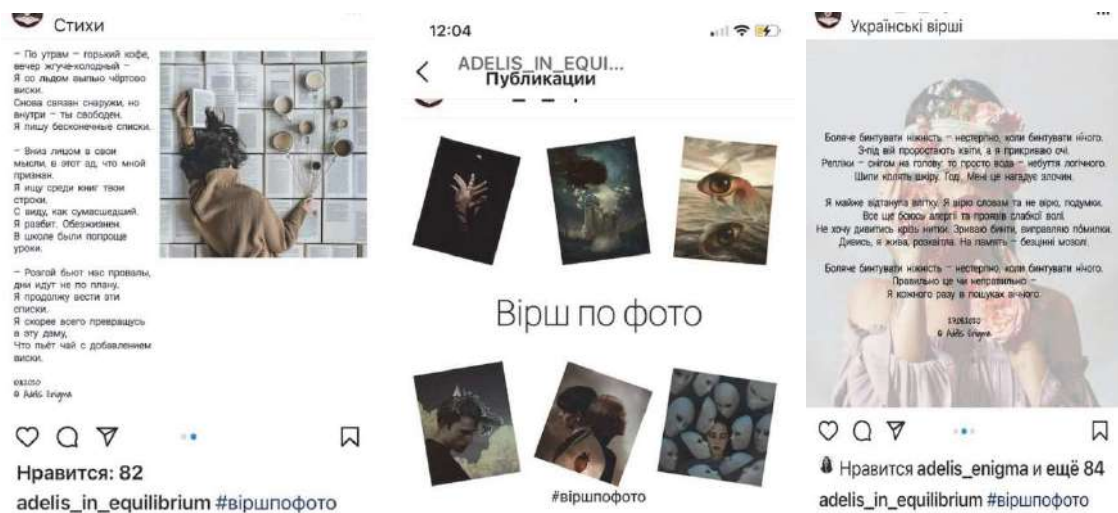 Стихи
– По утрам – горький кофе,
вечер жгуче-холодный –
Я со льдом выпью чёртово
виски.
Снова связан снаружи, но
внутри – ты свободен.
Я пишу бесконечные списки.
– Вниз лицом в свои
мысли, в этот ад, что мной
признан.
Я ищу среди книг твои
строки.
С виду, как сумасшедший.
Я разбит. Обезжизнен.
В школе были попроще
уроки.
– Розгой бьют нас провалы,
дни идут не по плану.
Я продолжу вести эти
списки.
Я скорее всего превращусь
в эту даму,
Что пьёт чай с добавлением
виски.
© Adelis Enigma
Нравится: 82
adelis_in_equilibrium #віршпофото
12:04
ADELIS_IN_EQUI...
Публикации
Вірш по фото
#віршпофото
Українські вірші
Боляче бинтувати ніжність – нестерпно, коли бинтувати нічого.
З-під вій проростають квіти, а я прикриваю очі.
Репліки – снігом на голову: то просто вода – небуття логічного.
Шипи колять шкіру. Годі. Мені це нагадує злочин.
Я майже відтанула влітку. Я вірю словам та не вірю, подумки.
Все ще боюсь алергії та проявів слабкої волі.
Не хочу дивитись крізь нитки. Зриваю бинти, виправляю помилки.
Дивись, я жива, розквітла. На память – безцінні мозолі.
Боляче бинтувати ніжність – нестерпно, коли бинтувати нічого.
Правильно це чи неправильно –
Я кожного разу в пошуках вічного.
© Adelis Enigma
Нравится adelis_enigma и ещё 84
adelis_in_equilibrium #віршпофото